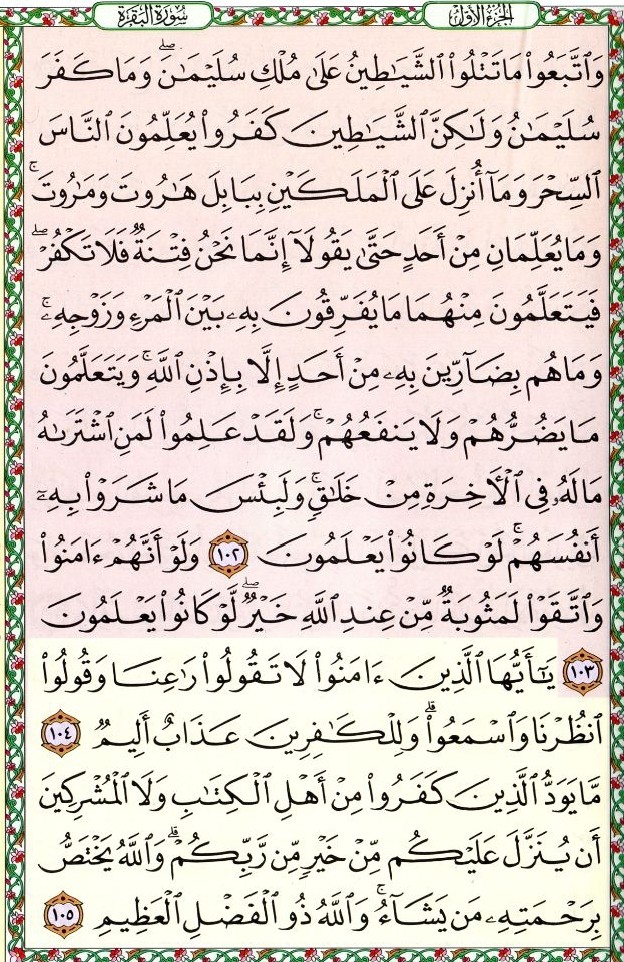 سُورَةُ البَقَرَةِ الجُزْءُ الأَوَّلُ
وَٱتَّبَعُوا۟ مَا تَتْلُوا۟ ٱلشَّيَـٰطِينُ عَلَىٰ مُلْكِ سُلَيْمَـٰنَ ۖ وَمَا كَفَرَ
سُلَيْمَـٰنُ وَلَـٰكِنَّ ٱلشَّيَـٰطِينَ كَفَرُوا۟ يُعَلِّمُونَ ٱلنَّاسَ
ٱلسِّحْرَ وَمَآ أُنزِلَ عَلَى ٱلْمَلَكَيْنِ بِبَابِلَ هَـٰرُوتَ وَمَـٰرُوتَ ۚ
وَمَا يُعَلِّمَانِ مِنْ أَحَدٍ حَتَّىٰ يَقُولَآ إِنَّمَا نَحْنُ فِتْنَةٌ فَلَا تَكْفُرْ ۖ
فَيَتَعَلَّمُونَ مِنْهُمَا مَا يُفَرِّقُونَ بِهِۦ بَيْنَ ٱلْمَرْءِ وَزَوْجِهِۦ ۚ
وَمَا هُم بِضَآرِّينَ بِهِۦ مِنْ أَحَدٍ إِلَّا بِإِذْنِ ٱللَّهِ ۚ وَيَتَعَلَّمُونَ
مَا يَضُرُّهُمْ وَلَا يَنفَعُهُمْ ۚ وَلَقَدْ عَلِمُوا۟ لَمَنِ ٱشْتَرَىٰهُ
مَا لَهُۥ فِى ٱلْـَٔاخِرَةِ مِنْ خَلَـٰقٍ ۚ وَلَبِئْسَ مَا شَرَوْا۟ بِهِۦٓ
أَنفُسَهُمْ ۚ لَوْ كَانُوا۟ يَعْلَمُونَ ١٠٢ وَلَوْ أَنَّهُمْ ءَامَنُوا۟
وَٱتَّقَوْا۟ لَمَثُوبَةٌ مِّنْ عِندِ ٱللَّهِ خَيْرٌ ۖ لَّوْ كَانُوا۟ يَعْلَمُونَ
١٠٣ يَـٰٓأَيُّهَا ٱلَّذِينَ ءَامَنُوا۟ لَا تَقُولُوا۟ رَٰعِنَا وَقُولُوا۟
ٱنظُرْنَا وَٱسْمَعُوا۟ ۗ وَلِلْكَـٰفِرِينَ عَذَابٌ أَلِيمٌ ١٠٤
مَّا يَوَدُّ ٱلَّذِينَ كَفَرُوا۟ مِنْ أَهْلِ ٱلْكِتَـٰبِ وَلَا ٱلْمُشْرِكِينَ
أَن يُنَزَّلَ عَلَيْكُم مِّنْ خَيْرٍ مِّن رَّبِّكُمْ ۗ وَٱللَّهُ يَخْتَصُّ
بِرَحْمَتِهِۦ مَن يَشَآءُ ۚ وَٱللَّهُ ذُو ٱلْفَضْلِ ٱلْعَظِيمِ ١٠٥